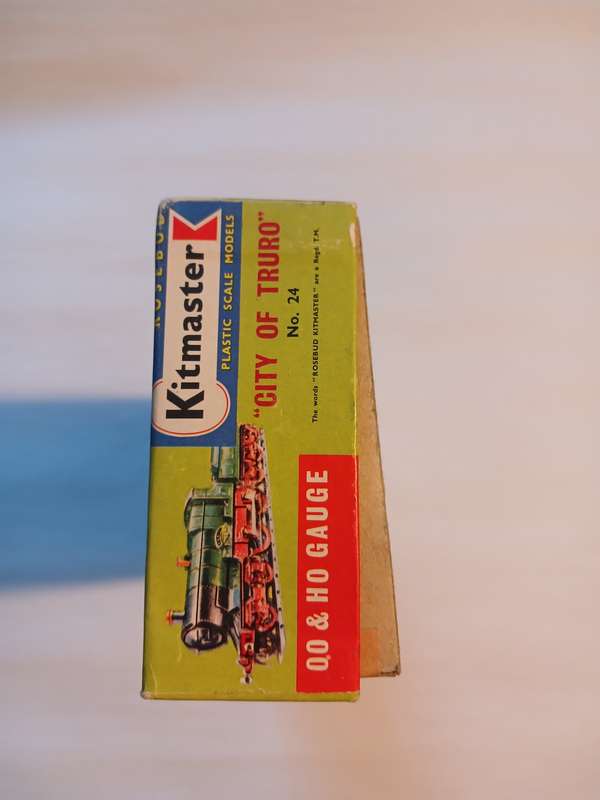 ROSEBUD
Kitmaster
PLASTIC SCALE MODELS
"CITY OF TRURO"
No. 24
The words "ROSEBUD KITMASTER" are a Regd. T.M.
OO & HO GAUGE